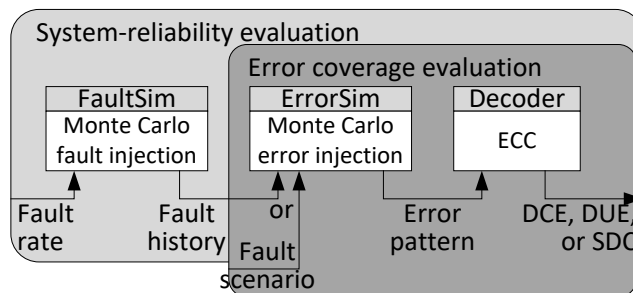 System-reliability evaluation
Error coverage evaluation
FaultSim
Monte Carlo
fault injection
ErrorSim
Monte Carlo
error injection
Decoder
ECC
Fault
rate
Fault
history
or
Fault
scenario
Error
pattern
DCE, DUE,
or SDC